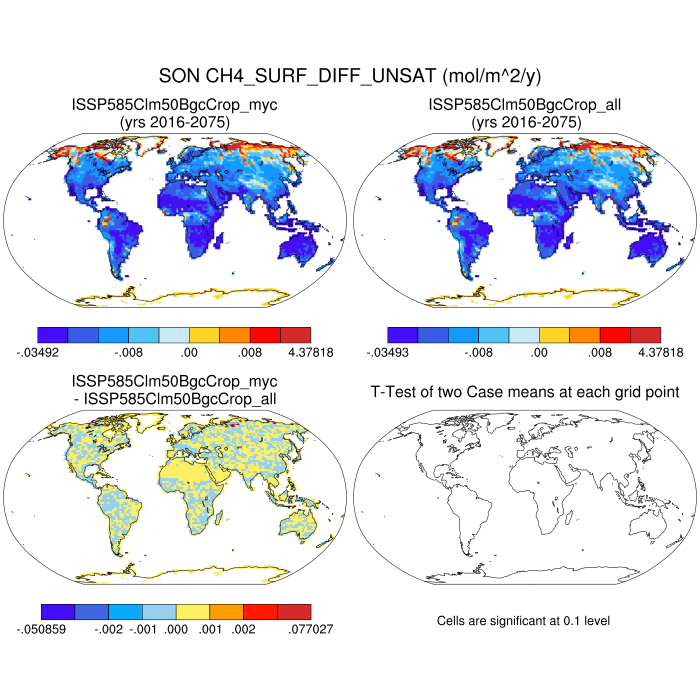 SON CH4_SURF_DIFF_UNSAT (mol/m^2/y)
ISSP585Clm50BgcCrop_myc
(yrs 2016-2075)
ISSP585Clm50BgcCrop_all
(yrs 2016-2075)
-.03492 -.008 .00 .008 4.37818
-.03493 -.008 .00 .008 4.37818
ISSP585Clm50BgcCrop_myc
- ISSP585Clm50BgcCrop_all
T-Test of two Case means at each grid point
-.050859 -.002 -.001 .000 .001 .002 .077027
Cells are significant at 0.1 level